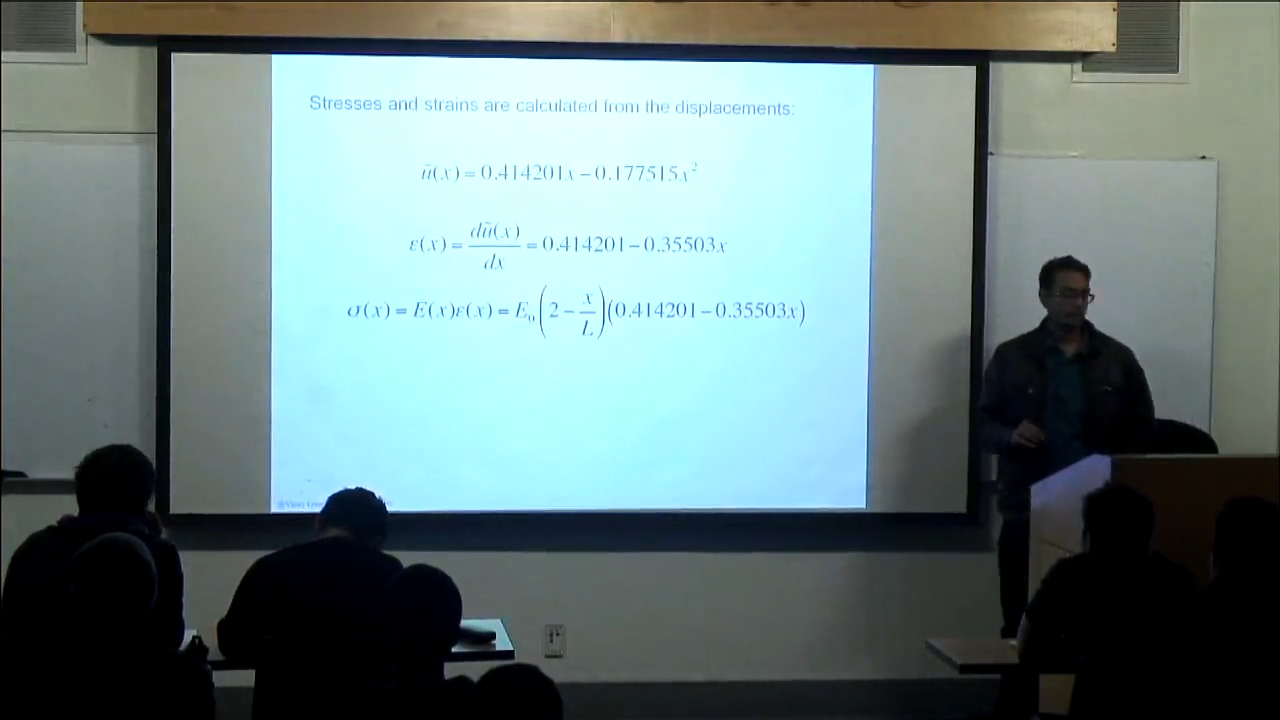 Stresses and strains are calculated from the displacements:
ũ(x) = 0.414201x − 0.177515x²
ε(x) = dũ(x)/dx = 0.414201 − 0.35503x
σ(x) = E(x)ε(x) = E₀(2 − x/L)(0.414201 − 0.35503x)